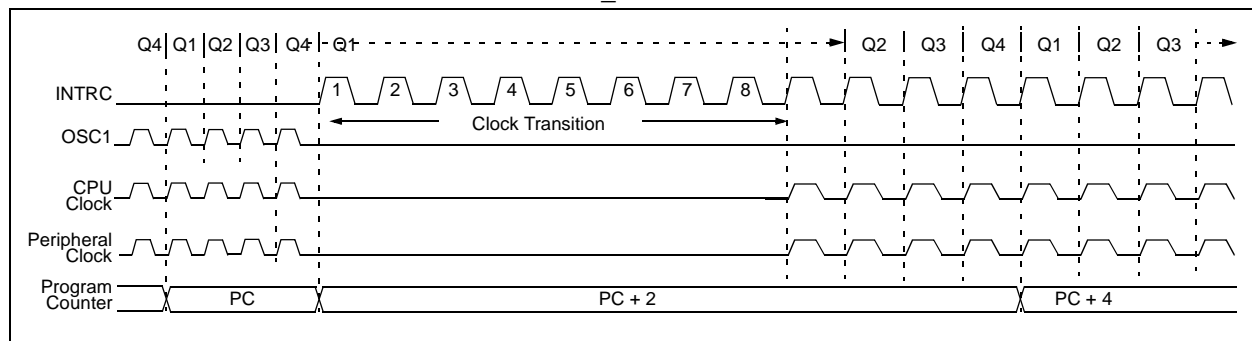 Q4 Q1 Q2 Q3 Q4 Q1 Q2 Q3 Q4 Q1 Q2 Q3
INTRC 1 2 3 4 5 6 7 8
Clock Transition
OSC1
CPU
Clock
Peripheral
Clock
Program
Counter
PC PC + 2 PC + 4